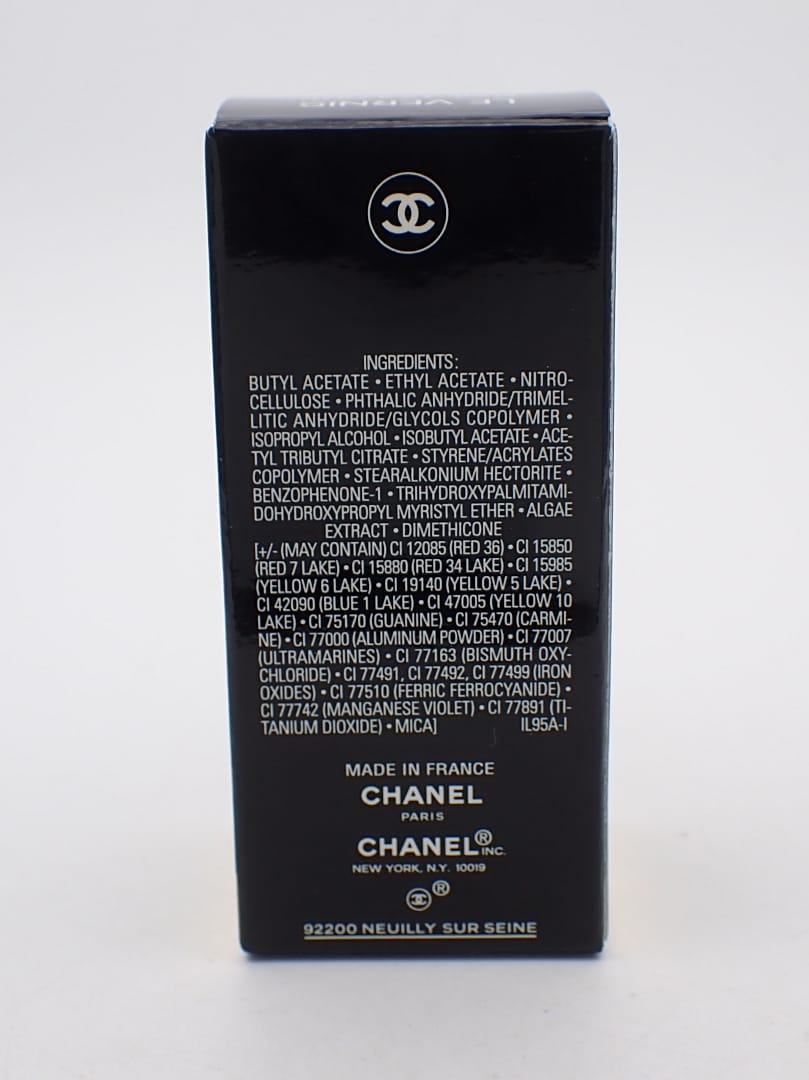 LE VERNIS
INGREDIENTS:
BUTYL ACETATE • ETHYL ACETATE • NITRO-
CELLULOSE • PHTHALIC ANHYDRIDE/TRIMEL-
LITIC ANHYDRIDE/GLYCOLS COPOLYMER •
ISOPROPYL ALCOHOL • ISOBUTYL ACETATE • ACE-
TYL TRIBUTYL CITRATE • STYRENE/ACRYLATES
COPOLYMER • STEARALKONIUM HECTORITE •
BENZOPHENONE-1 • TRIHYDROXYPALMITAMI-
DOHYDROXYPROPYL MYRISTYL ETHER • ALGAE
EXTRACT • DIMETHICONE
[+/- (MAY CONTAIN) CI 12085 (RED 36) • CI 15850
(RED 7 LAKE) • CI 15880 (RED 34 LAKE) • CI 15985
(YELLOW 6 LAKE) • CI 19140 (YELLOW 5 LAKE) •
CI 42090 (BLUE 1 LAKE) • CI 47005 (YELLOW 10
LAKE) • CI 75170 (GUANINE) • CI 75470 (CARMI-
NE) • CI 77000 (ALUMINUM POWDER) • CI 77007
(ULTRAMARINES) • CI 77163 (BISMUTH OXY-
CHLORIDE) • CI 77491, CI 77492, CI 77499 (IRON
OXIDES) • CI 77510 (FERRIC FERROCYANIDE) •
CI 77742 (MANGANESE VIOLET) • CI 77891 (TI-
TANIUM DIOXIDE) • MICA] IL95A-I
MADE IN FRANCE
CHANEL
PARIS
CHANEL® INC.
NEW YORK, N.Y. 10019
®
92200 NEUILLY SUR SEINE